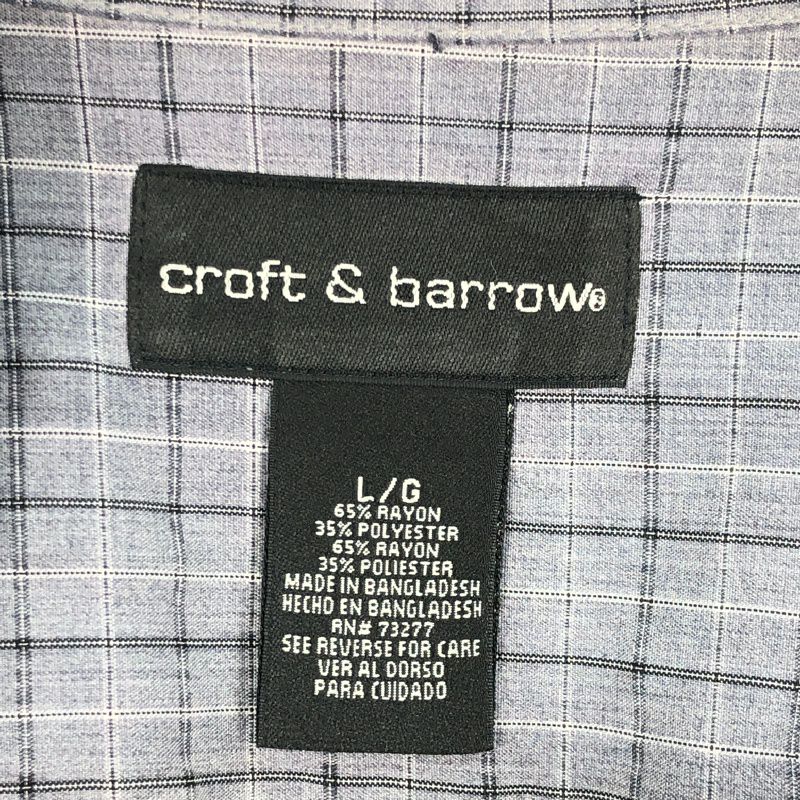 croft & barrow®
L/G
65% RAYON
35% POLYESTER
65% RAYON
35% POLIESTER
MADE IN BANGLADESH
HECHO EN BANGLADESH
RN# 73277
SEE REVERSE FOR CARE
VER AL DORSO
PARA CUIDADO